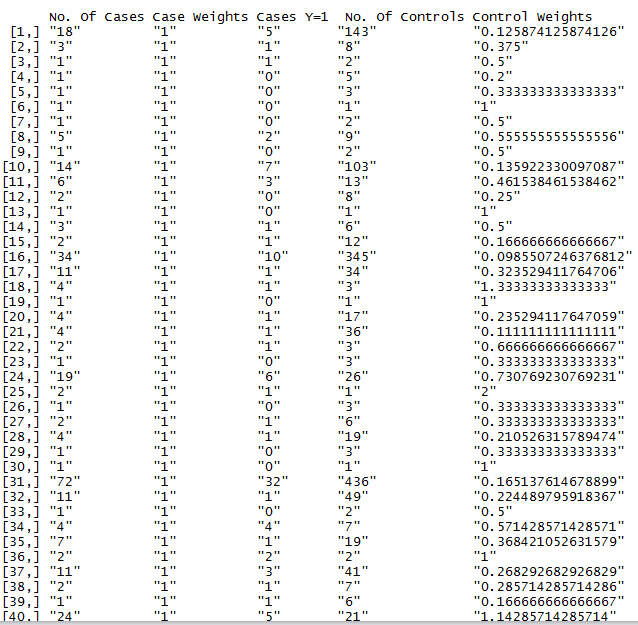 No. Of Cases Case Weights Cases Y=1 No. Of Controls Control Weights
[1,] "18" "1" "5" "143" "0.125874125874126"
[2,] "3" "1" "1" "8" "0.375"
[3,] "1" "1" "1" "2" "0.5"
[4,] "1" "1" "0" "5" "0.2"
[5,] "1" "1" "0" "3" "0.333333333333333"
[6,] "1" "1" "0" "1" "1"
[7,] "1" "1" "0" "2" "0.5"
[8,] "5" "1" "2" "9" "0.555555555555556"
[9,] "1" "1" "0" "2" "0.5"
[10,] "14" "1" "7" "103" "0.135922330097087"
[11,] "6" "1" "3" "13" "0.461538461538462"
[12,] "2" "1" "0" "8" "0.25"
[13,] "1" "1" "0" "1" "1"
[14,] "3" "1" "1" "6" "0.5"
[15,] "2" "1" "1" "12" "0.166666666666667"
[16,] "34" "1" "10" "345" "0.0985507246376812"
[17,] "11" "1" "1" "34" "0.323529411764706"
[18,] "4" "1" "1" "3" "1.33333333333333"
[19,] "1" "1" "0" "1" "1"
[20,] "4" "1" "1" "17" "0.235294117647059"
[21,] "4" "1" "1" "36" "0.111111111111111"
[22,] "2" "1" "1" "3" "0.666666666666667"
[23,] "1" "1" "0" "3" "0.333333333333333"
[24,] "19" "1" "6" "26" "0.730769230769231"
[25,] "2" "1" "1" "1" "2"
[26,] "1" "1" "0" "3" "0.333333333333333"
[27,] "2" "1" "1" "6" "0.333333333333333"
[28,] "4" "1" "1" "19" "0.210526315789474"
[29,] "1" "1" "0" "3" "0.333333333333333"
[30,] "1" "1" "0" "1" "1"
[31,] "72" "1" "32" "436" "0.165137614678899"
[32,] "11" "1" "1" "49" "0.224489795918367"
[33,] "1" "1" "0" "2" "0.5"
[34,] "4" "1" "4" "7" "0.571428571428571"
[35,] "7" "1" "1" "19" "0.368421052631579"
[36,] "2" "1" "2" "2" "1"
[37,] "11" "1" "3" "41" "0.268292682926829"
[38,] "2" "1" "1" "7" "0.285714285714286"
[39,] "1" "1" "1" "6" "0.166666666666667"
[40,] "24" "1" "5" "21" "1.14285714285714"